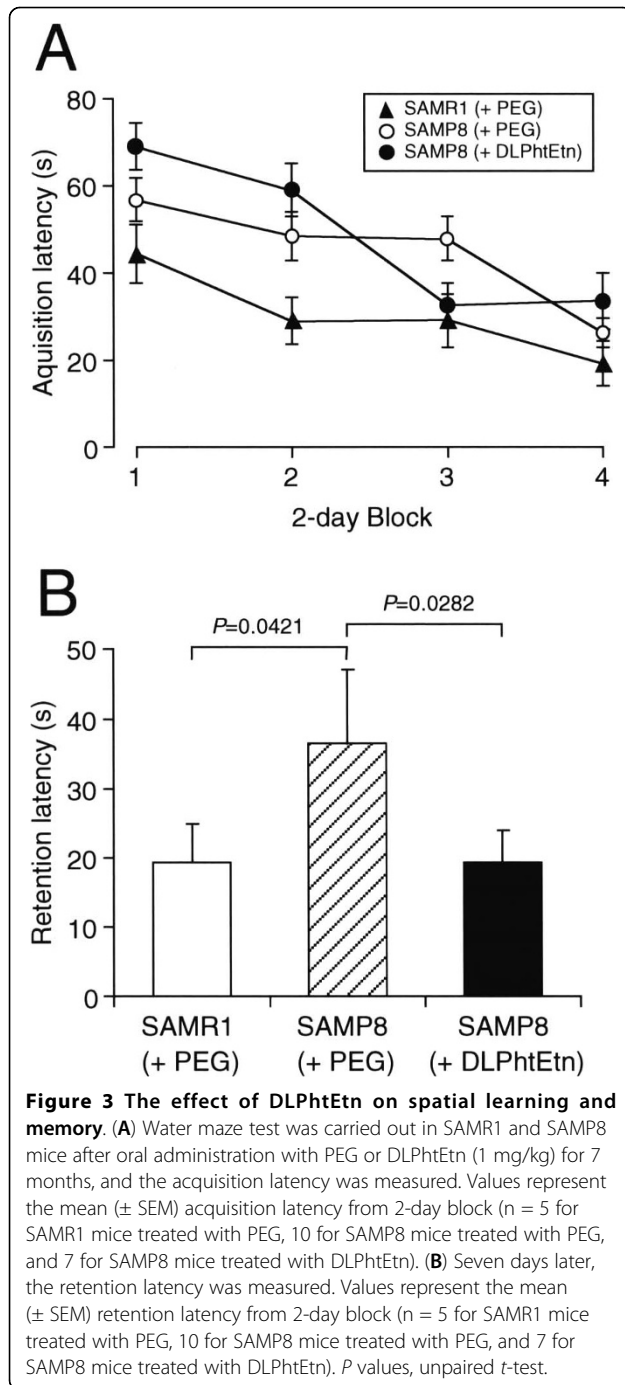 A
80
60
40
20
0
Aquisition latency (s)
▲ SAMR1 (+ PEG)
○ SAMP8 (+ PEG)
● SAMP8 (+ DLPhtEtn)
1 2 3 4
2-day Block
B
P=0.0421
P=0.0282
50
40
30
20
10
0
Retention latency (s)
SAMR1 SAMP8 SAMP8
(+ PEG) (+ PEG) (+ DLPhtEtn)
Figure 3 The effect of DLPhtEtn on spatial learning and
memory. (A) Water maze test was carried out in SAMR1 and SAMP8
mice after oral administration with PEG or DLPhtEtn (1 mg/kg) for 7
months, and the acquisition latency was measured. Values represent
the mean (± SEM) acquisition latency from 2-day block (n = 5 for
SAMR1 mice treated with PEG, 10 for SAMP8 mice treated with PEG,
and 7 for SAMP8 mice treated with DLPhtEtn). (B) Seven days later,
the retention latency was measured. Values represent the mean
(± SEM) retention latency from 2-day block (n = 5 for SAMR1 mice
treated with PEG, 10 for SAMP8 mice treated with PEG, and 7 for
SAMP8 mice treated with DLPhtEtn). P values, unpaired t-test.